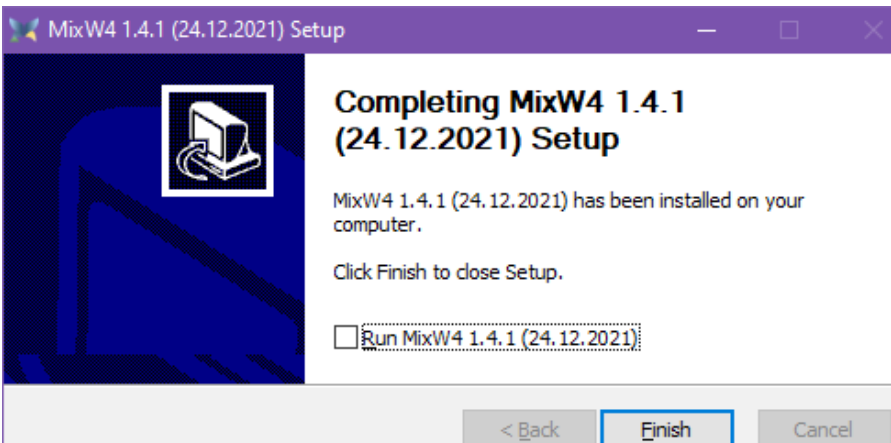 MixW4 1.4.1 (24.12.2021) Setup
Completing MixW4 1.4.1
(24.12.2021) Setup
MixW4 1.4.1 (24.12.2021) has been installed on your
computer.
Click Finish to close Setup.
Run MixW4 1.4.1 (24.12.2021)
< Back Finish Cancel